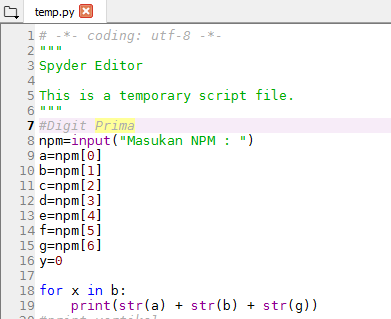 temp.py
1 # -*- coding: utf-8 -*-
2 """
3 Spyder Editor
4
5 This is a temporary script file.
6 """
7 #Digit Prima
8 npm=input("Masukan NPM : ")
9 a=npm[0]
10 b=npm[1]
11 c=npm[2]
12 d=npm[3]
13 e=npm[4]
14 f=npm[5]
15 g=npm[6]
16 y=0
17
18 for x in b:
19     print(str(a) + str(b) + str(g))
20 #print vertikal